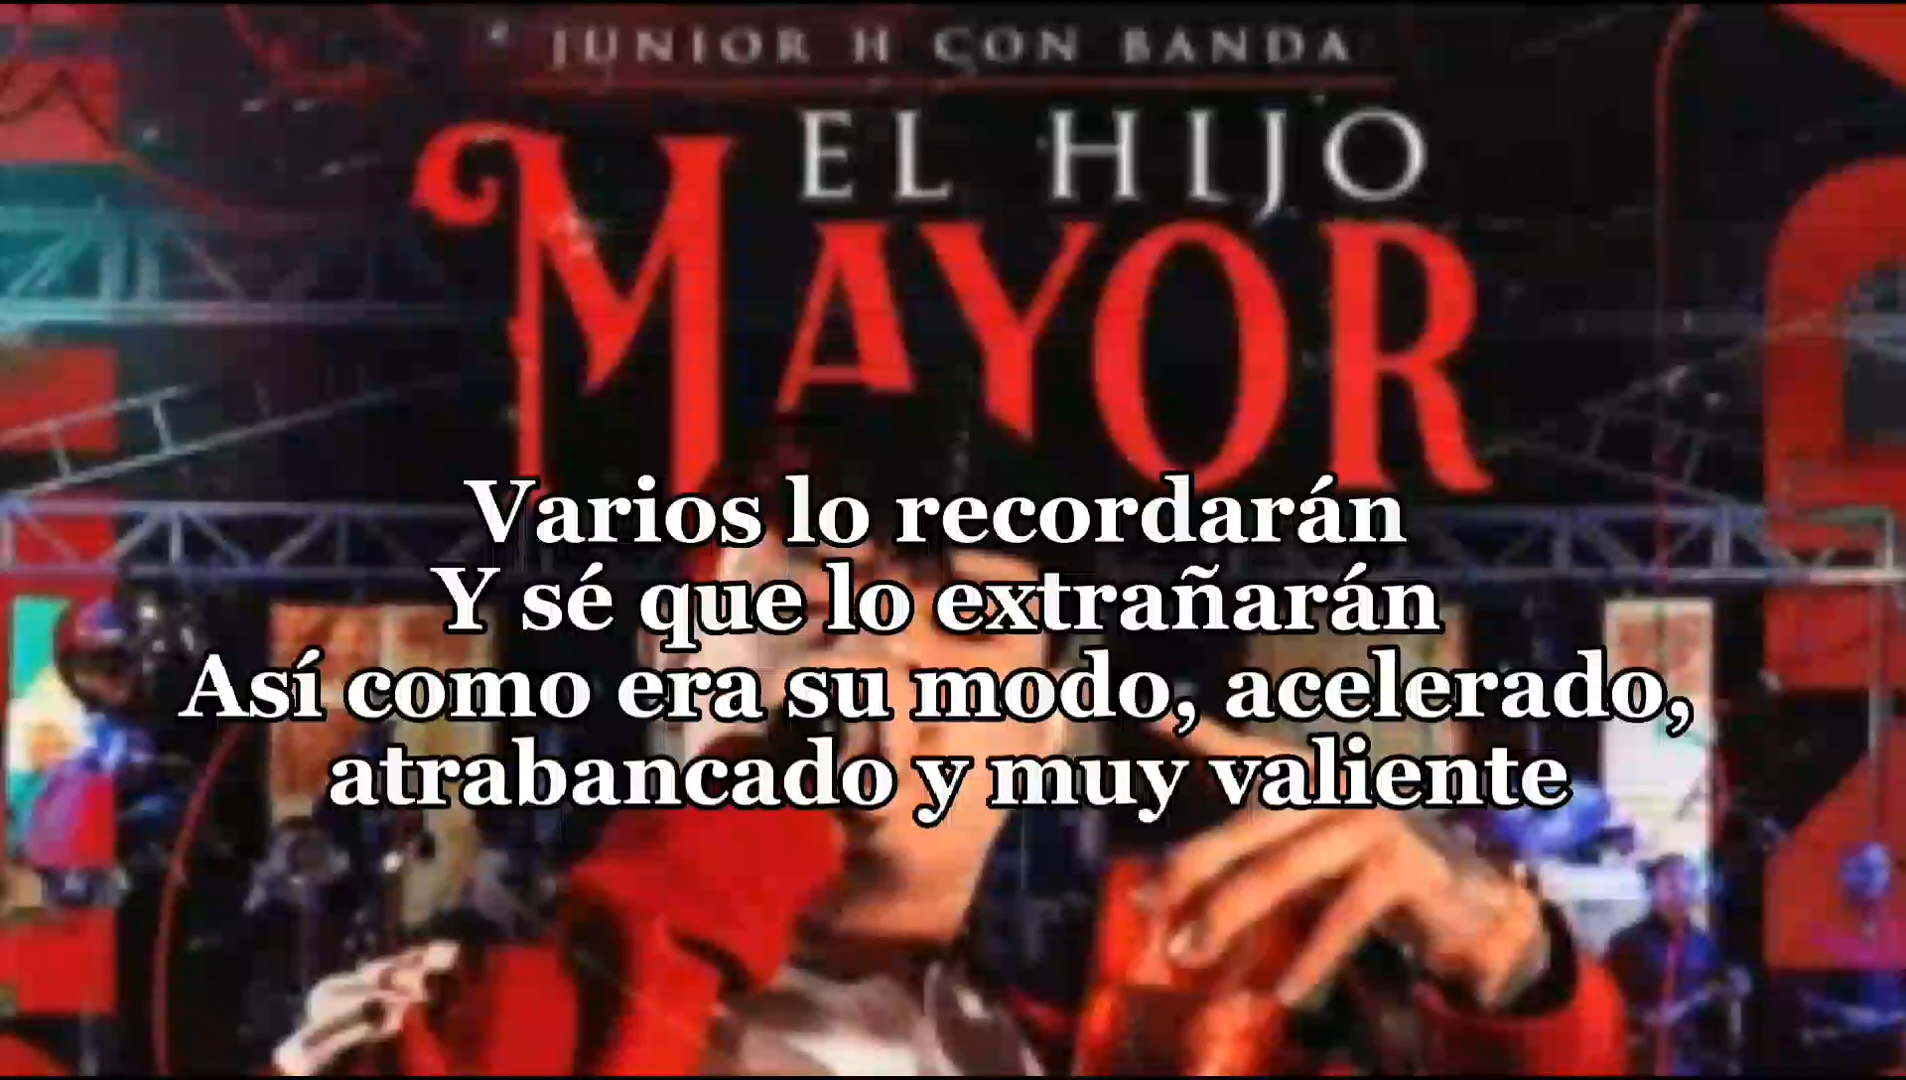 JUNIOR H CON BANDA
EL HIJO
MAYOR
Varios lo recordarán
Y sé que lo extrañarán
Así como era su modo, acelerado,
atrabancado y muy valiente